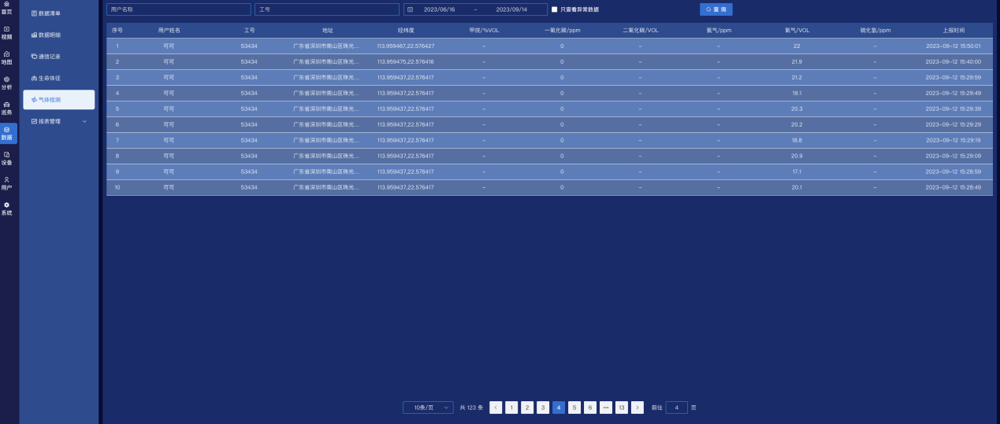 首页
视频
地图
分析
巡务
数据
设备
用户
系统
数据清单
数据明细
通信记录
生命体征
气体检测
报表管理
用户名称 工号 2023/06/16 - 2023/09/14 只查看异常数据 查 询
序号 用户姓名 工号 地址 经纬度 甲烷/%VOL 一氧化碳/ppm 二氧化碳/VOL 氨气/ppm 氧气/VOL 硫化氢/ppm 上报时间
1 可可 53434 广东省深圳市南山区珠光... 113.959467,22.576427 - 0 - - 22 - 2023-09-12 15:50:01
2 可可 53434 广东省深圳市南山区珠光... 113.959475,22.576416 - 0 - - 21.9 - 2023-09-12 15:40:00
3 可可 53434 广东省深圳市南山区珠光... 113.959437,22.576417 - 0 - - 21.2 - 2023-09-12 15:29:59
4 可可 53434 广东省深圳市南山区珠光... 113.959437,22.576417 - 0 - - 19.1 - 2023-09-12 15:29:49
5 可可 53434 广东省深圳市南山区珠光... 113.959437,22.576417 - 0 - - 20.3 - 2023-09-12 15:29:39
6 可可 53434 广东省深圳市南山区珠光... 113.959437,22.576417 - 0 - - 20.2 - 2023-09-12 15:29:29
7 可可 53434 广东省深圳市南山区珠光... 113.959437,22.576417 - 0 - - 18.8 - 2023-09-12 15:29:19
8 可可 53434 广东省深圳市南山区珠光... 113.959437,22.576417 - 0 - - 20.9 - 2023-09-12 15:29:09
9 可可 53434 广东省深圳市南山区珠光... 113.959437,22.576417 - 0 - - 17.1 - 2023-09-12 15:28:59
10 可可 53434 广东省深圳市南山区珠光... 113.959437,22.576417 - 0 - - 20.1 - 2023-09-12 15:28:49
10条/页 共 123 条 < 1 2 3 4 5 6 ... 13 > 前往 4 页